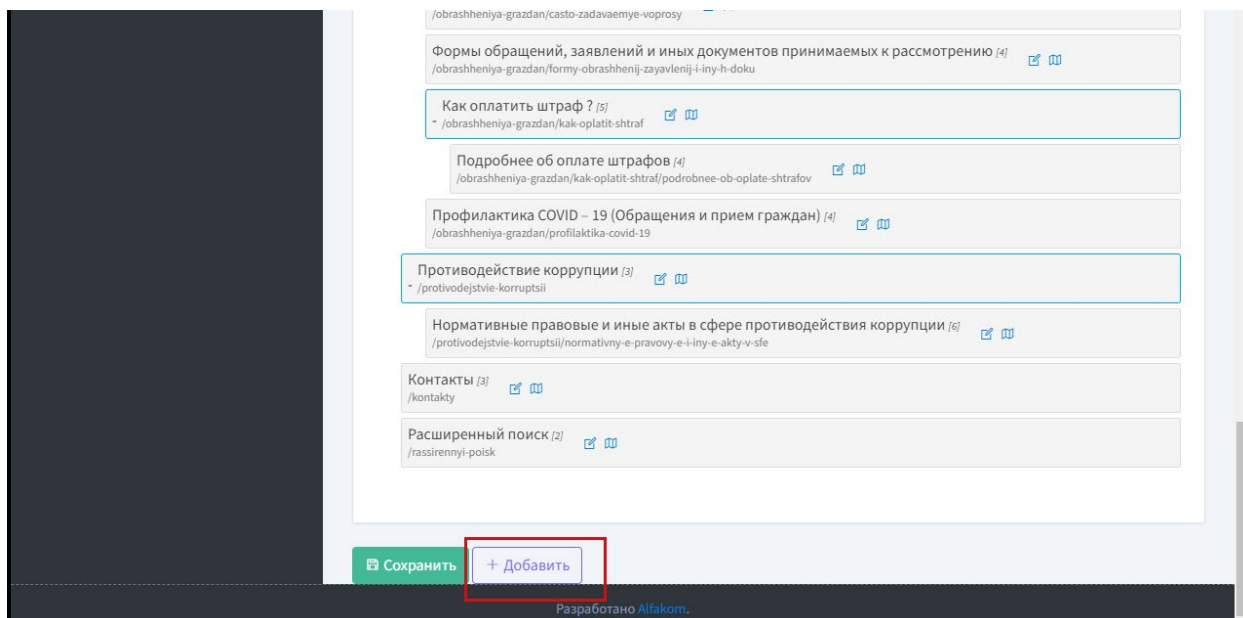 /obrashheniya-grazdan/casto-zadavaemye-voprosy
Формы обращений, заявлений и иных документов принимаемых к рассмотрению [4]
/obrashheniya-grazdan/formy-obrashhenij-zayavlenij-i-iny-h-doku
Как оплатить штраф ? [5]
- /obrashheniya-grazdan/kak-oplatit-shtraf
Подробнее об оплате штрафов [4]
/obrashheniya-grazdan/kak-oplatit-shtraf/podrobnee-ob-oplate-shtrafov
Профилактика COVID – 19 (Обращения и прием граждан) [4]
/obrashheniya-grazdan/profilaktika-covid-19
Противодействие коррупции [3]
- /protivodejstvie-korruptsii
Нормативные правовые и иные акты в сфере противодействия коррупции [6]
/protivodejstvie-korruptsii/normativny-e-pravovy-e-i-iny-e-akty-v-sfe
Контакты [3]
/kontakty
Расширенный поиск [2]
/rassirennyi-poisk
Сохранить + Добавить
Разработано Alfakom.